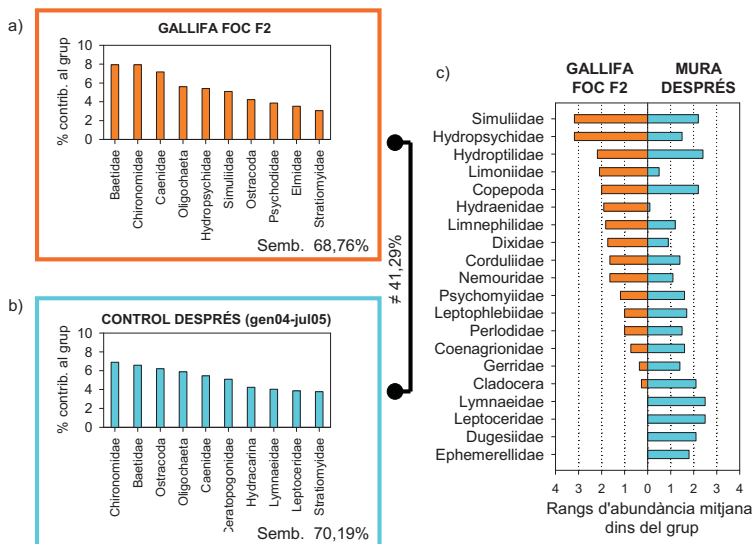 a)
GALLIFA FOC F2
% contrib. al grup
10
8
6
4
2
0
Baetidae
Chironomidae
Caenidae
Oligochaeta
Hydropsychidae
Simuliidae
Ostracoda
Psychodidae
Elmidae
Stratiomyidae
Semb. 68,76%
b)
CONTROL DESPRÉS (gen04-jul05)
% contrib. al grup
10
8
6
4
2
0
Chironomidae
Baetidae
Ostracoda
Oligochaeta
Caenidae
Ceratopogonidae
Hydracarina
Lymnaeidae
Leptoceridae
Stratiomyidae
Semb. 70,19%
≠ 41,29%
c)
GALLIFA FOC F2
MURA DESPRÉS
Simuliidae
Hydropsychidae
Hydroptilidae
Limoniidae
Copepoda
Hydraenidae
Limnephilidae
Dixidae
Corduliidae
Nemouridae
Psychomyiidae
Leptophlebiidae
Perlodidae
Coenagrionidae
Gerridae
Cladocera
Lymnaeidae
Leptoceridae
Dugesiidae
Ephemerellidae
4 3 2 1 0 1 2 3 4
Rangs d'abundància mitjana
dins del grup